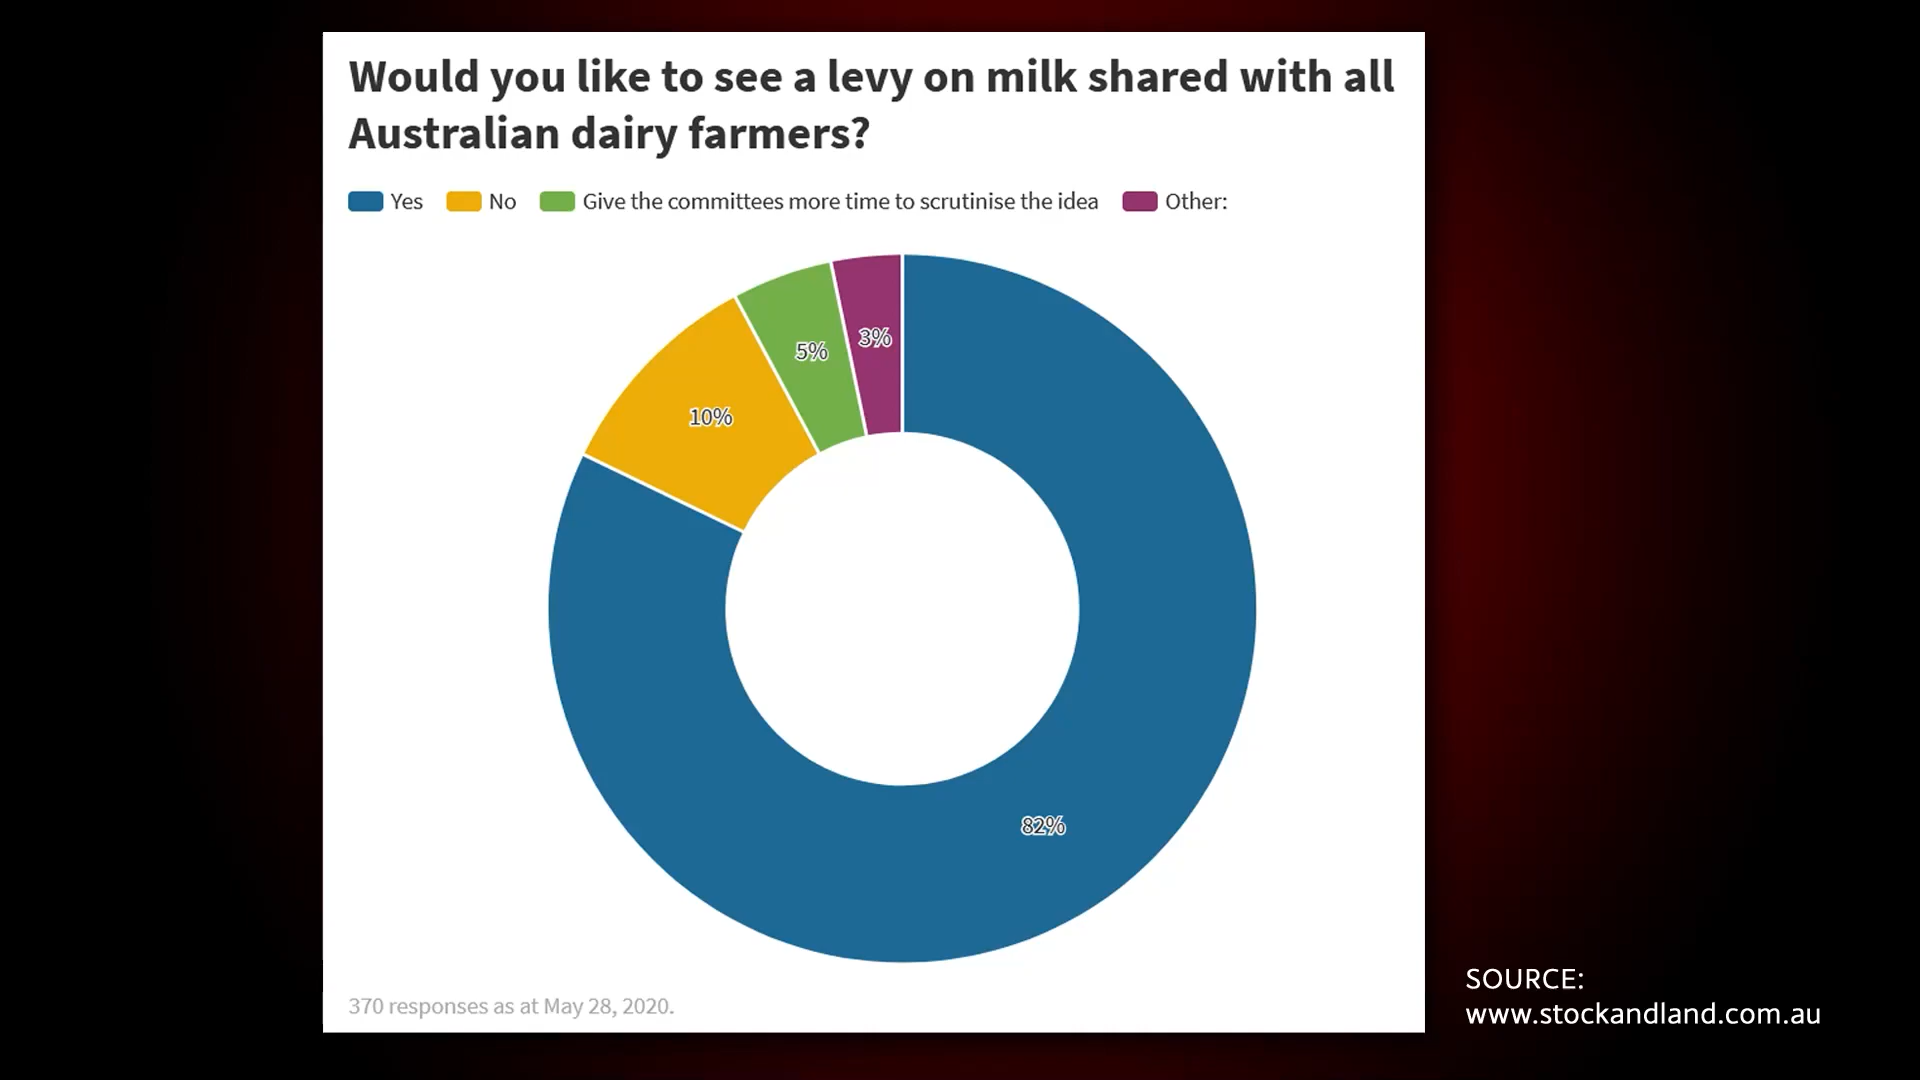 Would you like to see a levy on milk shared with all
Australian dairy farmers?
Yes No Give the committees more time to scrutinise the idea Other:
3%
5%
10%
82%
370 responses as at May 28, 2020.
SOURCE:
www.stockandland.com.au